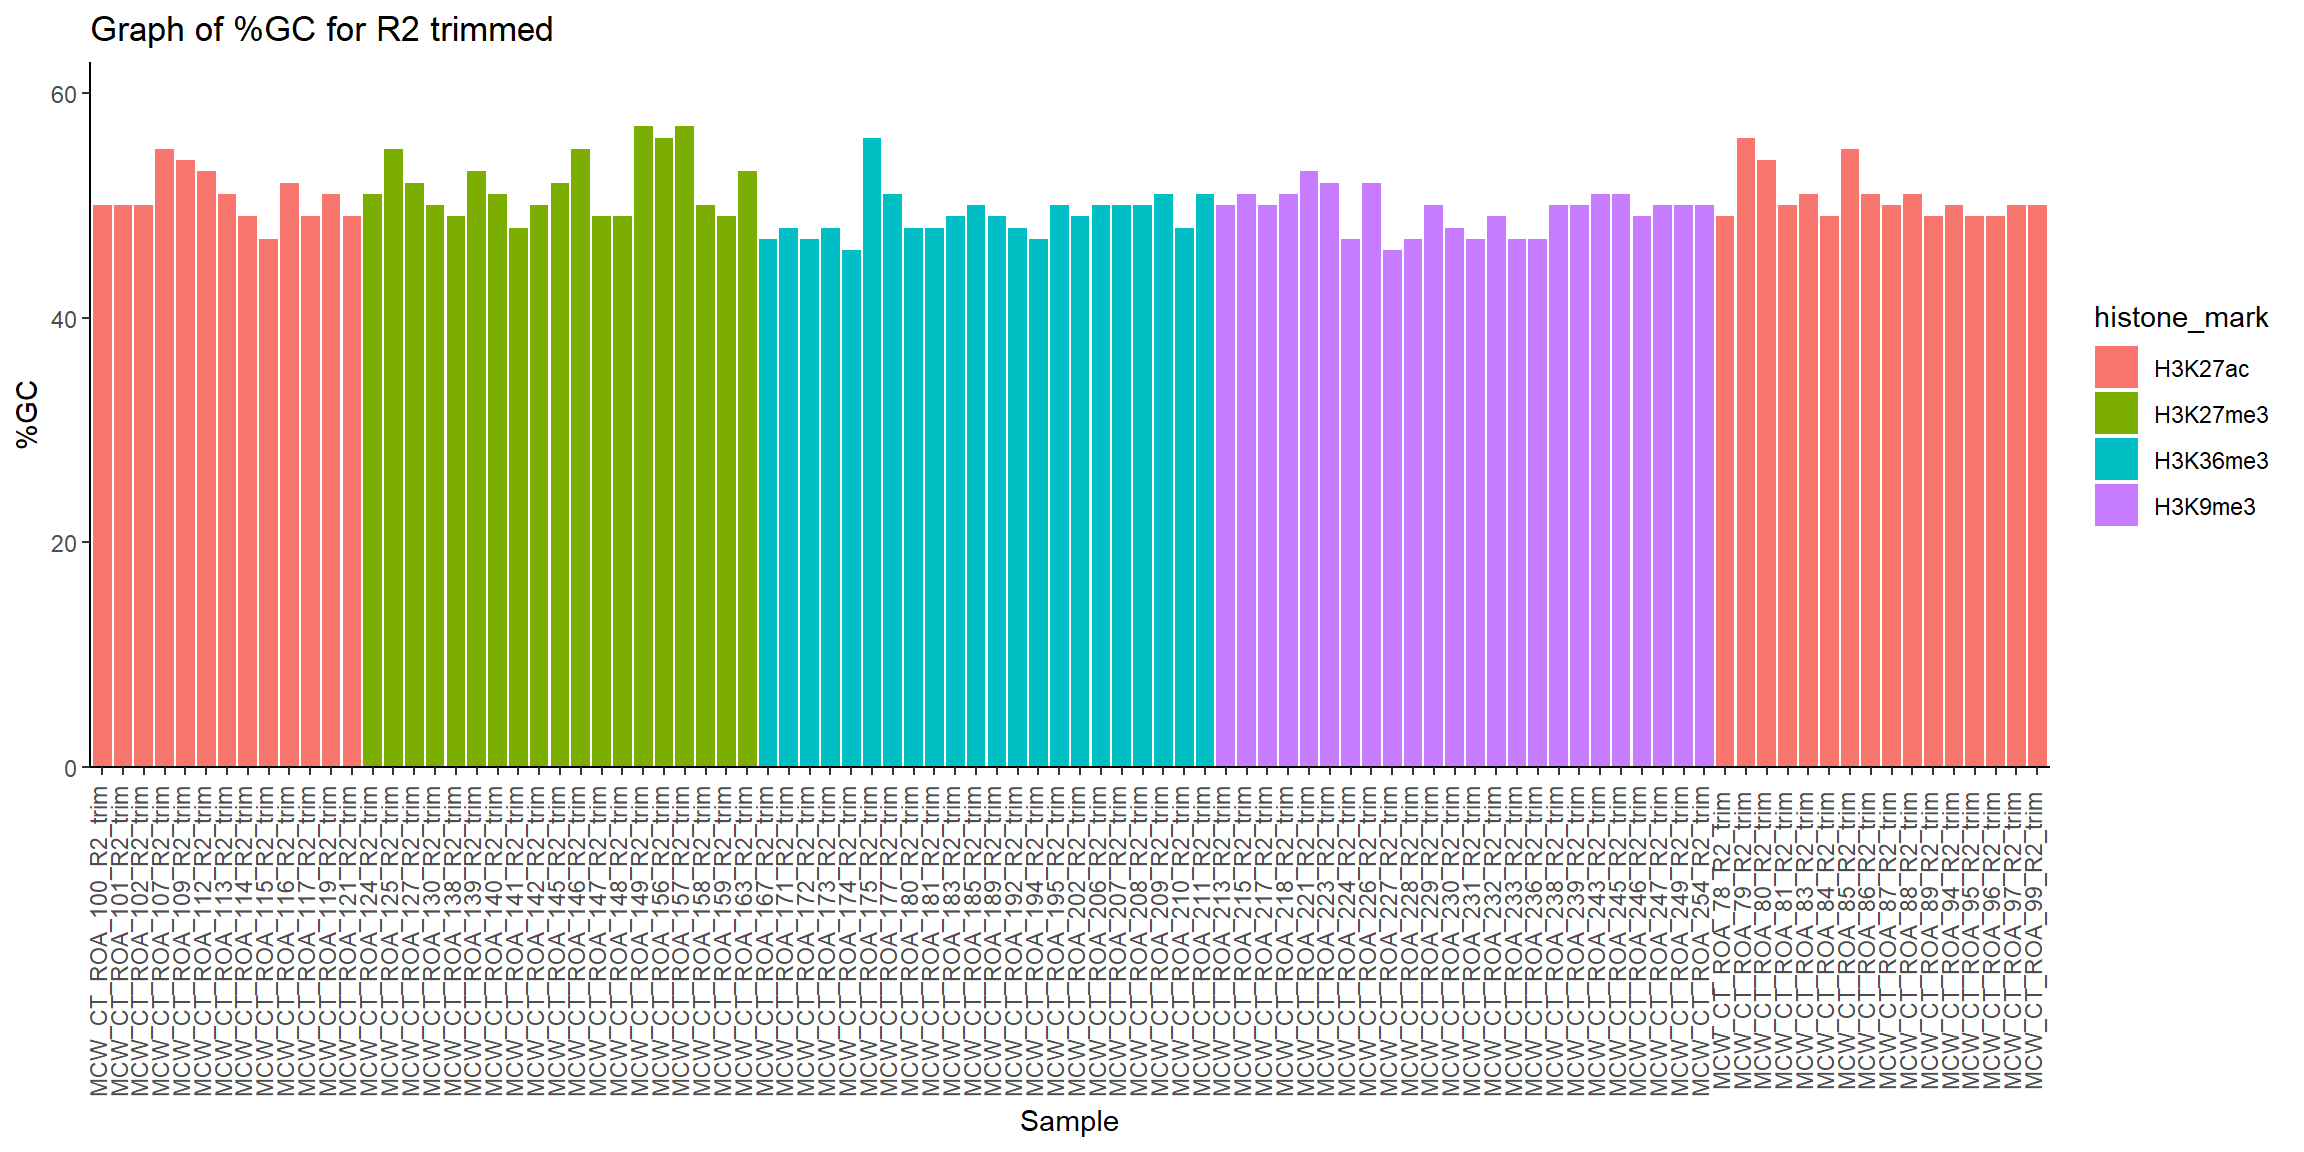 Graph of %GC for R2 trimmed
60
40
20
0
%GC
MCW_CT_ROA_100_R2_trim
MCW_CT_ROA_101_R2_trim
MCW_CT_ROA_102_R2_trim
MCW_CT_ROA_107_R2_trim
MCW_CT_ROA_109_R2_trim
MCW_CT_ROA_112_R2_trim
MCW_CT_ROA_113_R2_trim
MCW_CT_ROA_114_R2_trim
MCW_CT_ROA_115_R2_trim
MCW_CT_ROA_116_R2_trim
MCW_CT_ROA_117_R2_trim
MCW_CT_ROA_119_R2_trim
MCW_CT_ROA_121_R2_trim
MCW_CT_ROA_124_R2_trim
MCW_CT_ROA_125_R2_trim
MCW_CT_ROA_127_R2_trim
MCW_CT_ROA_130_R2_trim
MCW_CT_ROA_138_R2_trim
MCW_CT_ROA_139_R2_trim
MCW_CT_ROA_140_R2_trim
MCW_CT_ROA_141_R2_trim
MCW_CT_ROA_142_R2_trim
MCW_CT_ROA_145_R2_trim
MCW_CT_ROA_146_R2_trim
MCW_CT_ROA_147_R2_trim
MCW_CT_ROA_148_R2_trim
MCW_CT_ROA_149_R2_trim
MCW_CT_ROA_156_R2_trim
MCW_CT_ROA_157_R2_trim
MCW_CT_ROA_158_R2_trim
MCW_CT_ROA_159_R2_trim
MCW_CT_ROA_163_R2_trim
MCW_CT_ROA_167_R2_trim
MCW_CT_ROA_171_R2_trim
MCW_CT_ROA_172_R2_trim
MCW_CT_ROA_173_R2_trim
MCW_CT_ROA_174_R2_trim
MCW_CT_ROA_175_R2_trim
MCW_CT_ROA_177_R2_trim
MCW_CT_ROA_180_R2_trim
MCW_CT_ROA_181_R2_trim
MCW_CT_ROA_183_R2_trim
MCW_CT_ROA_185_R2_trim
MCW_CT_ROA_189_R2_trim
MCW_CT_ROA_192_R2_trim
MCW_CT_ROA_194_R2_trim
MCW_CT_ROA_195_R2_trim
MCW_CT_ROA_202_R2_trim
MCW_CT_ROA_206_R2_trim
MCW_CT_ROA_207_R2_trim
MCW_CT_ROA_208_R2_trim
MCW_CT_ROA_209_R2_trim
MCW_CT_ROA_210_R2_trim
MCW_CT_ROA_211_R2_trim
MCW_CT_ROA_213_R2_trim
MCW_CT_ROA_215_R2_trim
MCW_CT_ROA_217_R2_trim
MCW_CT_ROA_218_R2_trim
MCW_CT_ROA_221_R2_trim
MCW_CT_ROA_223_R2_trim
MCW_CT_ROA_224_R2_trim
MCW_CT_ROA_226_R2_trim
MCW_CT_ROA_227_R2_trim
MCW_CT_ROA_228_R2_trim
MCW_CT_ROA_229_R2_trim
MCW_CT_ROA_230_R2_trim
MCW_CT_ROA_231_R2_trim
MCW_CT_ROA_232_R2_trim
MCW_CT_ROA_233_R2_trim
MCW_CT_ROA_236_R2_trim
MCW_CT_ROA_238_R2_trim
MCW_CT_ROA_239_R2_trim
MCW_CT_ROA_243_R2_trim
MCW_CT_ROA_245_R2_trim
MCW_CT_ROA_246_R2_trim
MCW_CT_ROA_247_R2_trim
MCW_CT_ROA_249_R2_trim
MCW_CT_ROA_254_R2_trim
MCW_CT_ROA_78_R2_trim
MCW_CT_ROA_79_R2_trim
MCW_CT_ROA_80_R2_trim
MCW_CT_ROA_81_R2_trim
MCW_CT_ROA_83_R2_trim
MCW_CT_ROA_84_R2_trim
MCW_CT_ROA_85_R2_trim
MCW_CT_ROA_86_R2_trim
MCW_CT_ROA_87_R2_trim
MCW_CT_ROA_88_R2_trim
MCW_CT_ROA_89_R2_trim
MCW_CT_ROA_94_R2_trim
MCW_CT_ROA_95_R2_trim
MCW_CT_ROA_96_R2_trim
MCW_CT_ROA_97_R2_trim
MCW_CT_ROA_99_R2_trim
Sample
histone_mark
H3K27ac
H3K27me3
H3K36me3
H3K9me3